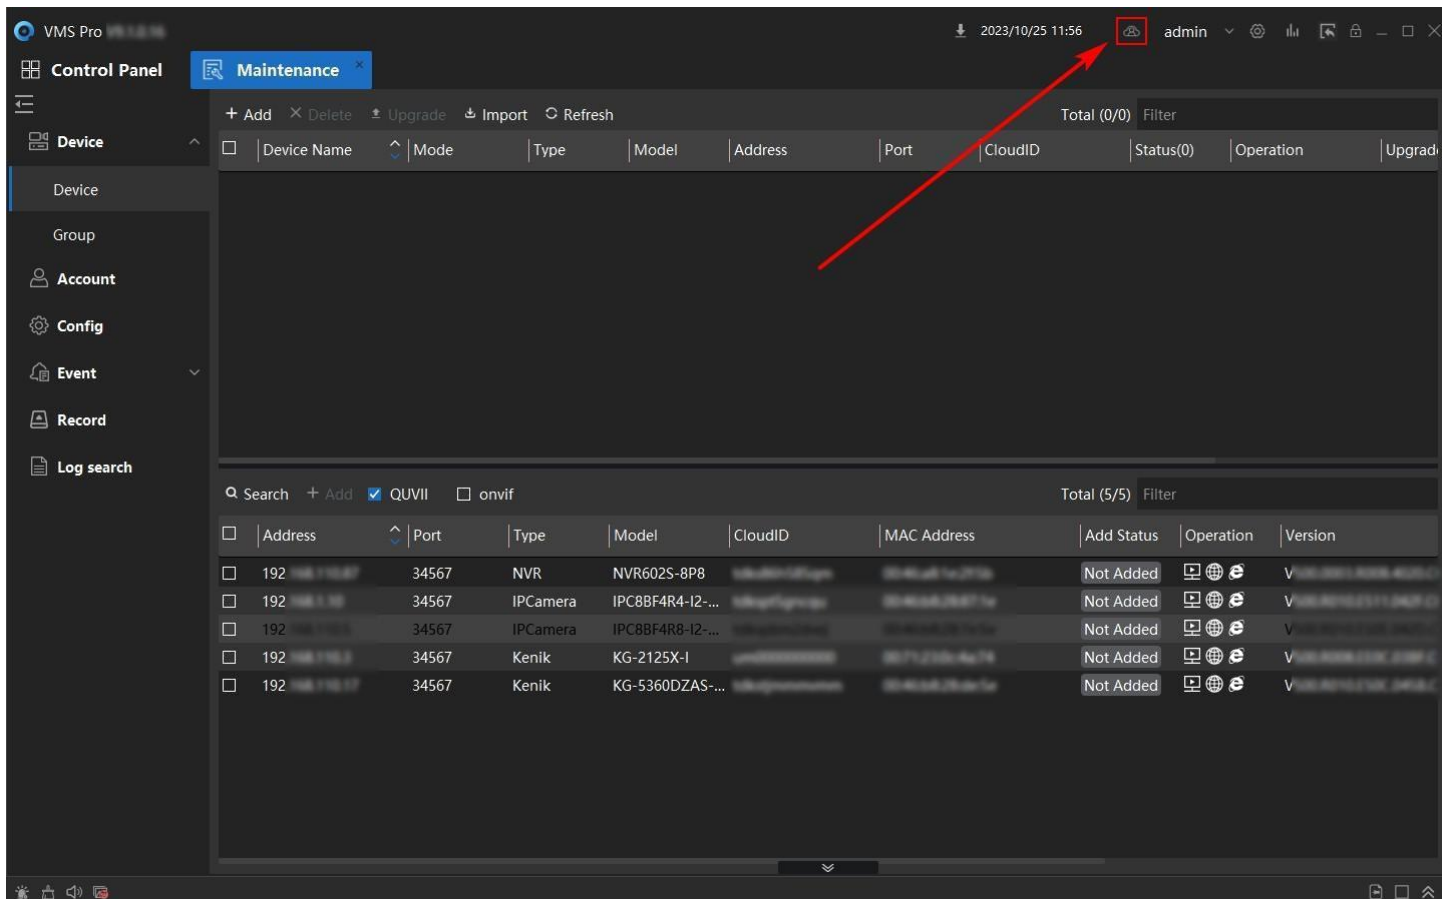 VMS Pro
2023/10/25 11:56 admin
Control Panel Maintenance
+ Add × Delete Upgrade Import Refresh Total (0/0) Filter
Device
Device Name Mode Type Model Address Port CloudID Status(0) Operation Upgrad
Device
Group
Account
Config
Event
Record
Log search
Search + Add QUVII onvif Total (5/5) Filter
Address Port Type Model CloudID MAC Address Add Status Operation Version
192 34567 NVR NVR602S-8P8 Not Added V
192 34567 IPCamera IPC8BF4R4-I2-... Not Added V
192 34567 IPCamera IPC8BF4R8-I2-... Not Added V
192 34567 Kenik KG-2125X-I Not Added V
192 34567 Kenik KG-5360DZAS-... Not Added V